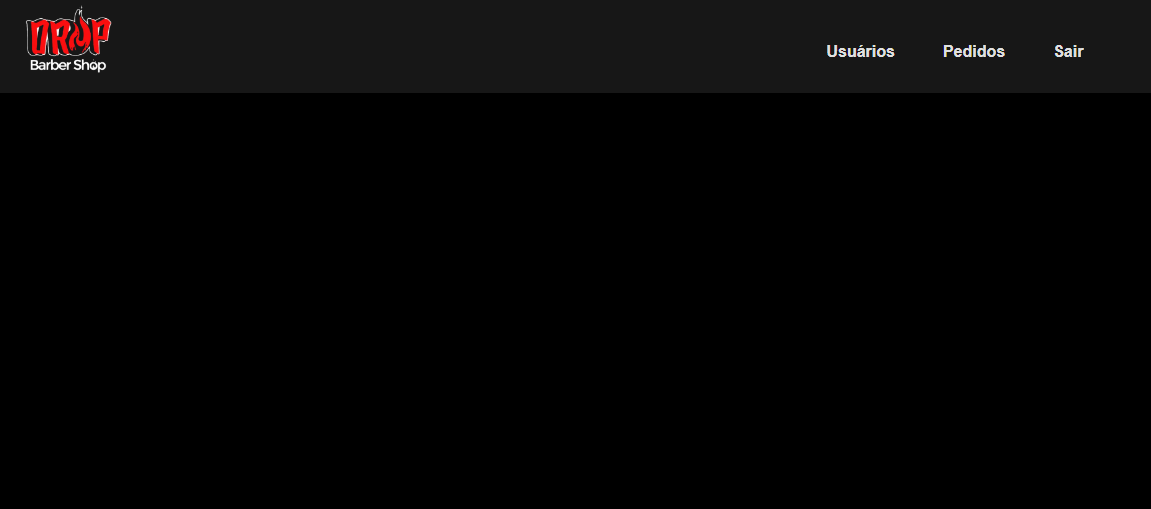 DROP
Barber Shop
Usuários
Pedidos
Sair